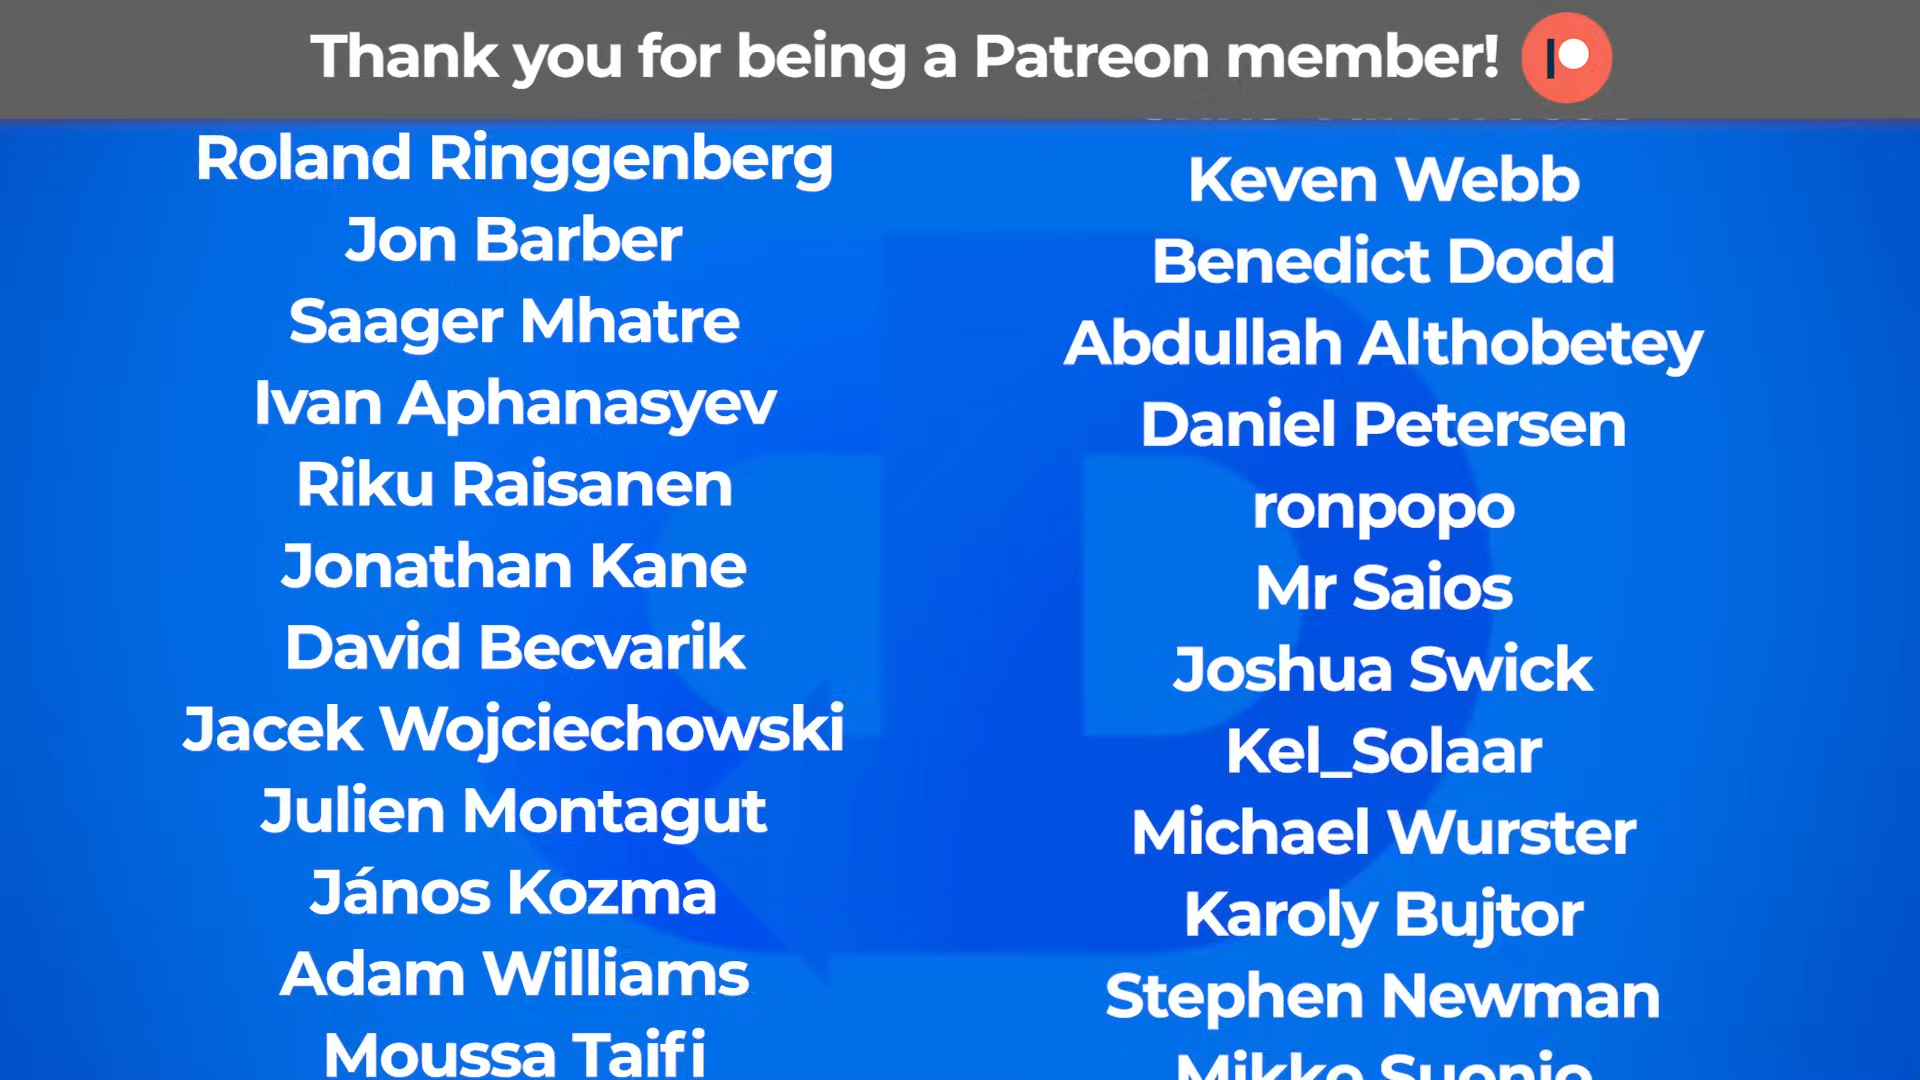 Thank you for being a Patreon member!
Roland Ringgenberg
Jon Barber
Saager Mhatre
Ivan Aphanasyev
Riku Raisanen
Jonathan Kane
David Becvarik
Jacek Wojciechowski
Julien Montagut
János Kozma
Adam Williams
Moussa Taifi
Keven Webb
Benedict Dodd
Abdullah Althobetey
Daniel Petersen
ronpopo
Mr Saios
Joshua Swick
Kel_Solaar
Michael Wurster
Karoly Bujtor
Stephen Newman